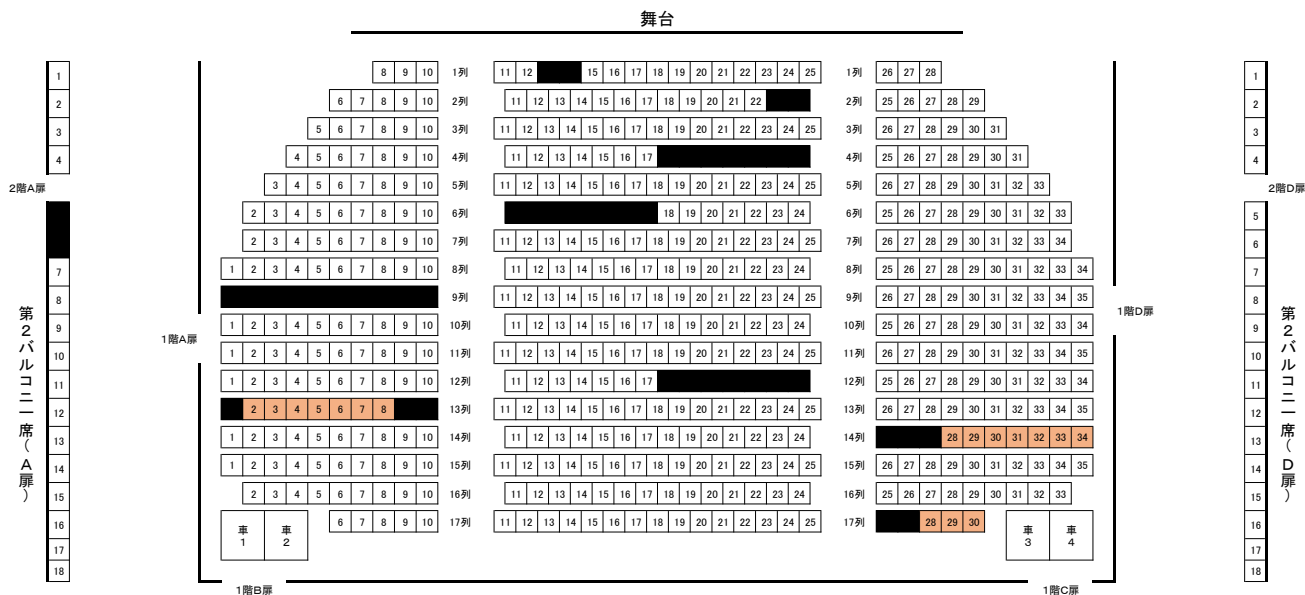 舞台
8 9 10 1列 11 12 15 16 17 18 19 20 21 22 23 24 25 1列 26 27 28
6 7 8 9 10 2列 11 12 13 14 15 16 17 18 19 20 21 22 2列 25 26 27 28 29
5 6 7 8 9 10 3列 11 12 13 14 15 16 17 18 19 20 21 22 23 24 25 3列 26 27 28 29 30 31
4 5 6 7 8 9 10 4列 11 12 13 14 15 16 17 4列 25 26 27 28 29 30 31
3 4 5 6 7 8 9 10 5列 11 12 13 14 15 16 17 18 19 20 21 22 23 24 25 5列 26 27 28 29 30 31 32 33
2 3 4 5 6 7 8 9 10 6列 18 19 20 21 22 23 24 6列 25 26 27 28 29 30 31 32 33
2 3 4 5 6 7 8 9 10 7列 11 12 13 14 15 16 17 18 19 20 21 22 23 24 25 7列 26 27 28 29 30 31 32 33 34
1 2 3 4 5 6 7 8 9 10 8列 11 12 13 14 15 16 17 18 19 20 21 22 23 24 8列 25 26 27 28 29 30 31 32 33 34
9列 11 12 13 14 15 16 17 18 19 20 21 22 23 24 25 9列 26 27 28 29 30 31 32 33 34 35
1 2 3 4 5 6 7 8 9 10 10列 11 12 13 14 15 16 17 18 19 20 21 22 23 24 10列 25 26 27 28 29 30 31 32 33 34
1 2 3 4 5 6 7 8 9 10 11列 11 12 13 14 15 16 17 18 19 20 21 22 23 24 25 11列 26 27 28 29 30 31 32 33 34 35
1 2 3 4 5 6 7 8 9 10 12列 11 12 13 14 15 16 17 12列 25 26 27 28 29 30 31 32 33 34
2 3 4 5 6 7 8 13列 11 12 13 14 15 16 17 18 19 20 21 22 23 24 25 13列 26 27 28 29 30 31 32 33 34 35
1 2 3 4 5 6 7 8 9 10 14列 11 12 13 14 15 16 17 18 19 20 21 22 23 24 14列 28 29 30 31 32 33 34
1 2 3 4 5 6 7 8 9 10 15列 11 12 13 14 15 16 17 18 19 20 21 22 23 24 25 15列 26 27 28 29 30 31 32 33 34 35
2 3 4 5 6 7 8 9 10 16列 11 12 13 14 15 16 17 18 19 20 21 22 23 24 16列 25 26 27 28 29 30 31 32 33
6 7 8 9 10 17列 11 12 13 14 15 16 17 18 19 20 21 22 23 24 25 17列 28 29 30
車1
車2
車3
車4
1階A扉
1階B扉
1階C扉
1階D扉
2階A扉
2階D扉
第2バルコニー席(A扉)
1
2
3
4
7
8
9
10
11
12
13
14
15
16
17
18
第2バルコニー席(D扉)
1
2
3
4
5
6
7
8
9
10
11
12
13
14
15
16
17
18